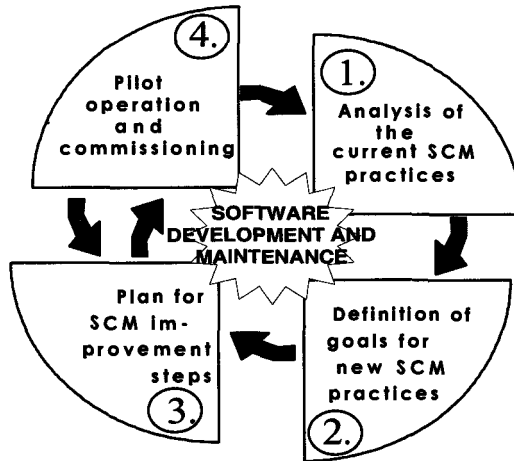 4.
Pilot
operation
and
commissioning
1.
Analysis of
the
current SCM
practices
SOFTWARE
DEVELOPMENT AND
MAINTENANCE
Plan for
SCM im-
provement
steps
3.
Definition of
goals for
new SCM
practices
2.